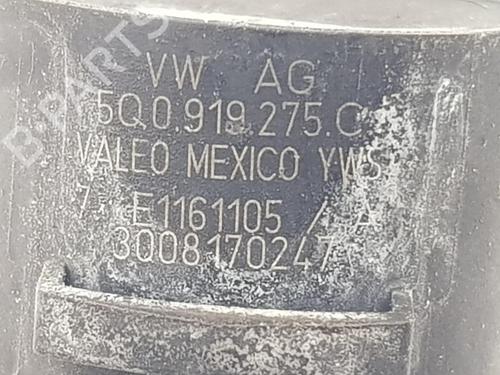 B PARTS
VW AG
5Q0.919.275.C
VALEO MEXICO YWS
7 E1161105 / A
3008170247